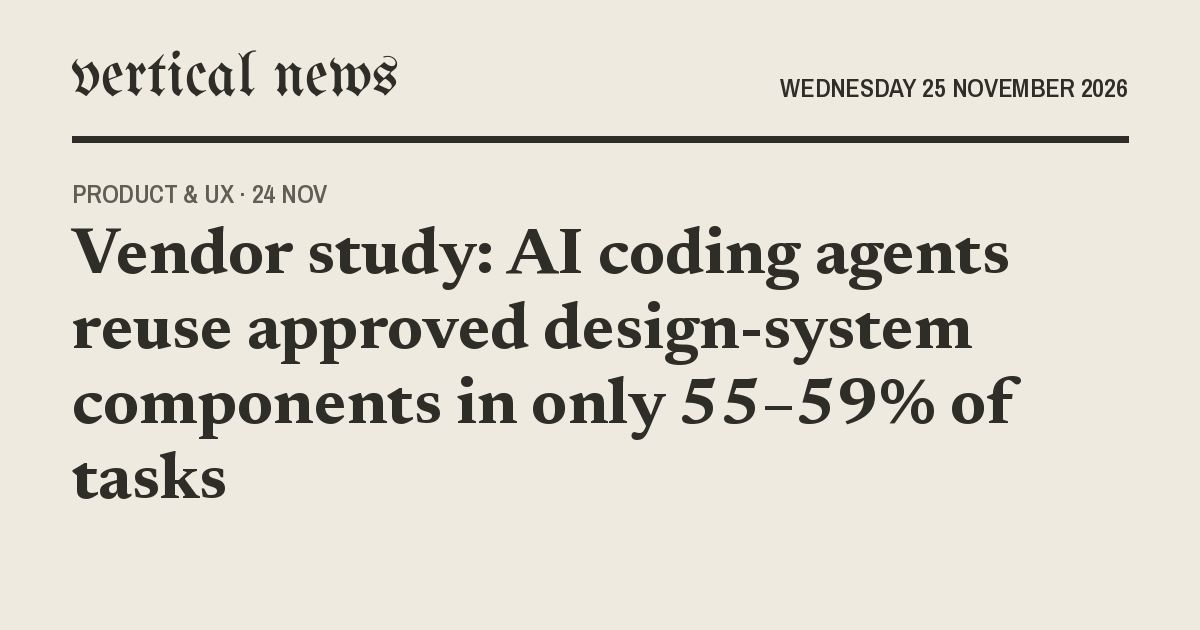 vertical news
WEDNESDAY 25 NOVEMBER 2026
PRODUCT & UX · 24 NOV
Vendor study: AI coding agents
reuse approved design-system
components in only 55–59% of
tasks